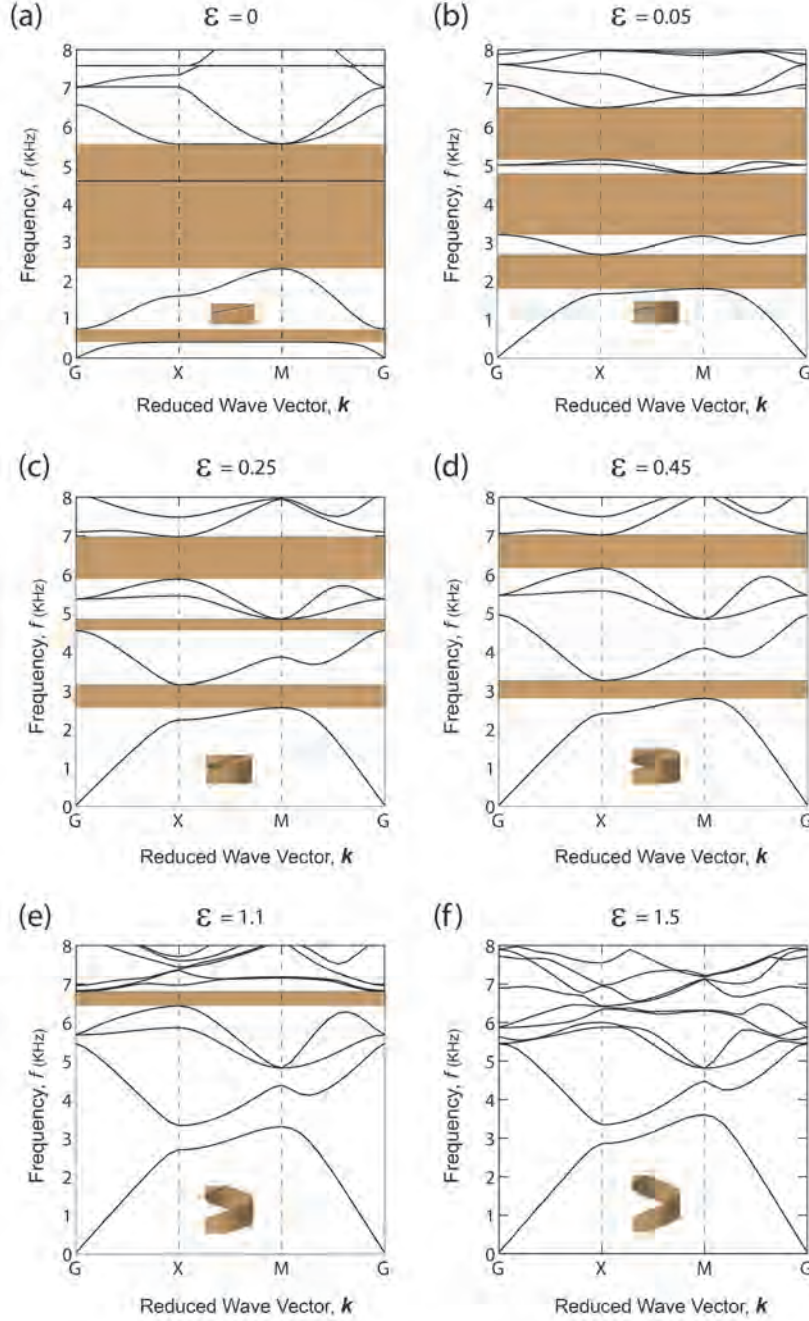 (a)
ε = 0
(b)
ε = 0.05
8
7
6
5
4
3
2
1
0
Frequency, f (KHz)
G
X
M
G
Reduced Wave Vector, k
8
7
6
5
4
3
2
1
0
Frequency, f (KHz)
G
X
M
G
Reduced Wave Vector, k
(c)
ε = 0.25
(d)
ε = 0.45
8
7
6
5
4
3
2
1
0
Frequency, f (KHz)
G
X
M
G
Reduced Wave Vector, k
8
7
6
5
4
3
2
1
0
Frequency, f (KHz)
G
X
M
G
Reduced Wave Vector, k
(e)
ε = 1.1
(f)
ε = 1.5
8
7
6
5
4
3
2
1
0
Frequency, f (KHz)
G
X
M
G
Reduced Wave Vector, k
8
7
6
5
4
3
2
1
0
Frequency, f (KHz)
G
X
M
G
Reduced Wave Vector, k